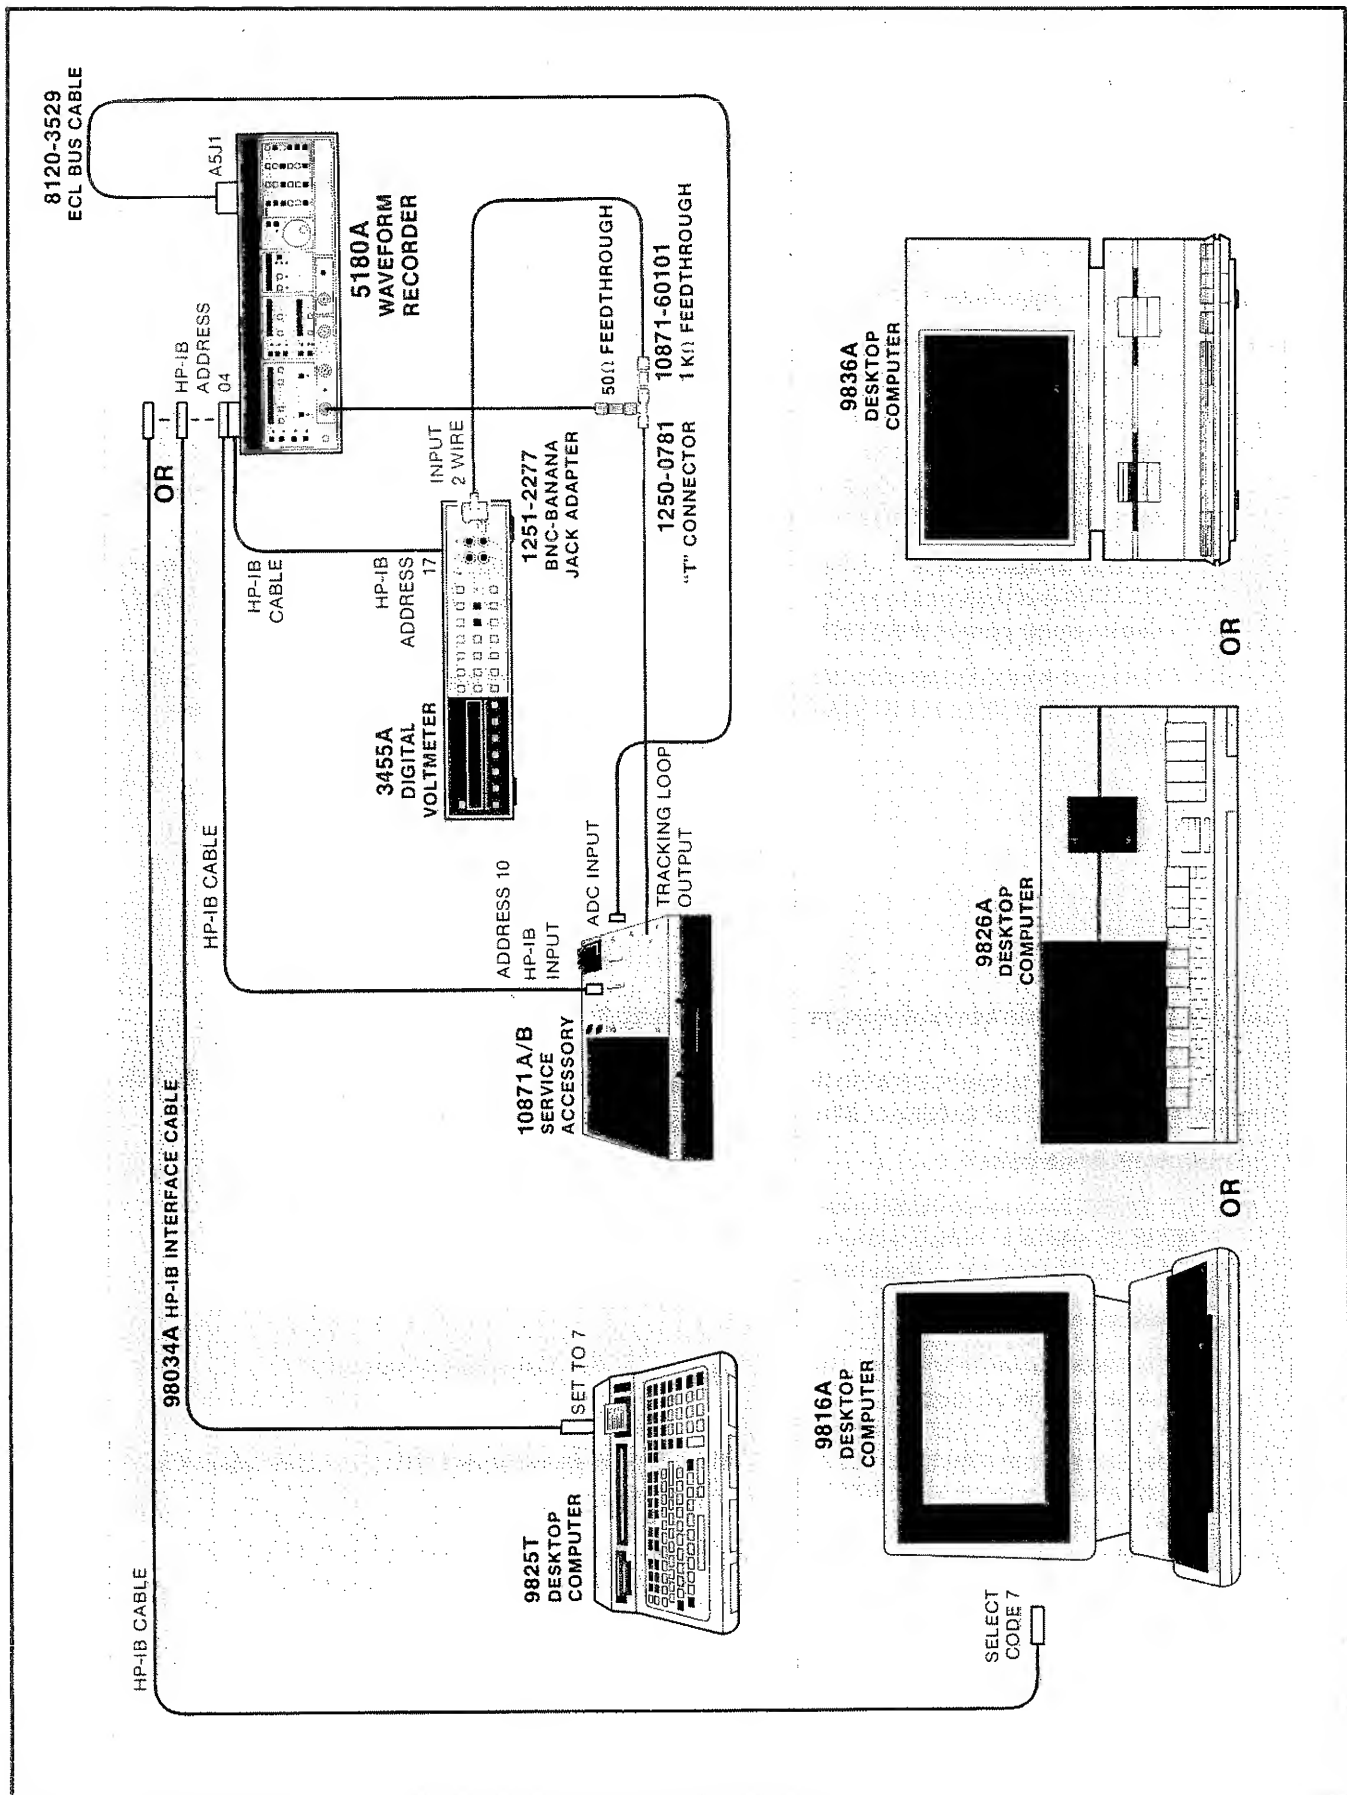 HP-IB CABLE
98034A HP-IB INTERFACE CABLE
OR
HP-IB
ADDRESS
04
8120-3529
ECL BUS CABLE
A5J1
HP-IB CABLE
HP-IB
CABLE
5180A
WAVEFORM
RECORDER
HP-IB
ADDRESS
17
INPUT
2 WIRE
3455A
DIGITAL
VOLTMETER
1251-2277
BNC-BANANA
JACK ADAPTER
50Ω FEEDTHROUGH
10871-60101
1 KΩ FEEDTHROUGH
1250-0781
"T" CONNECTOR
ADDRESS 10
HP-IB
INPUT
ADC INPUT
TRACKING LOOP
OUTPUT
10871A/B
SERVICE
ACCESSORY
SET TO 7
9825T
DESKTOP
COMPUTER
SELECT
CODE 7
9816A
DESKTOP
COMPUTER
OR
9826A
DESKTOP
COMPUTER
OR
9836A
DESKTOP
COMPUTER